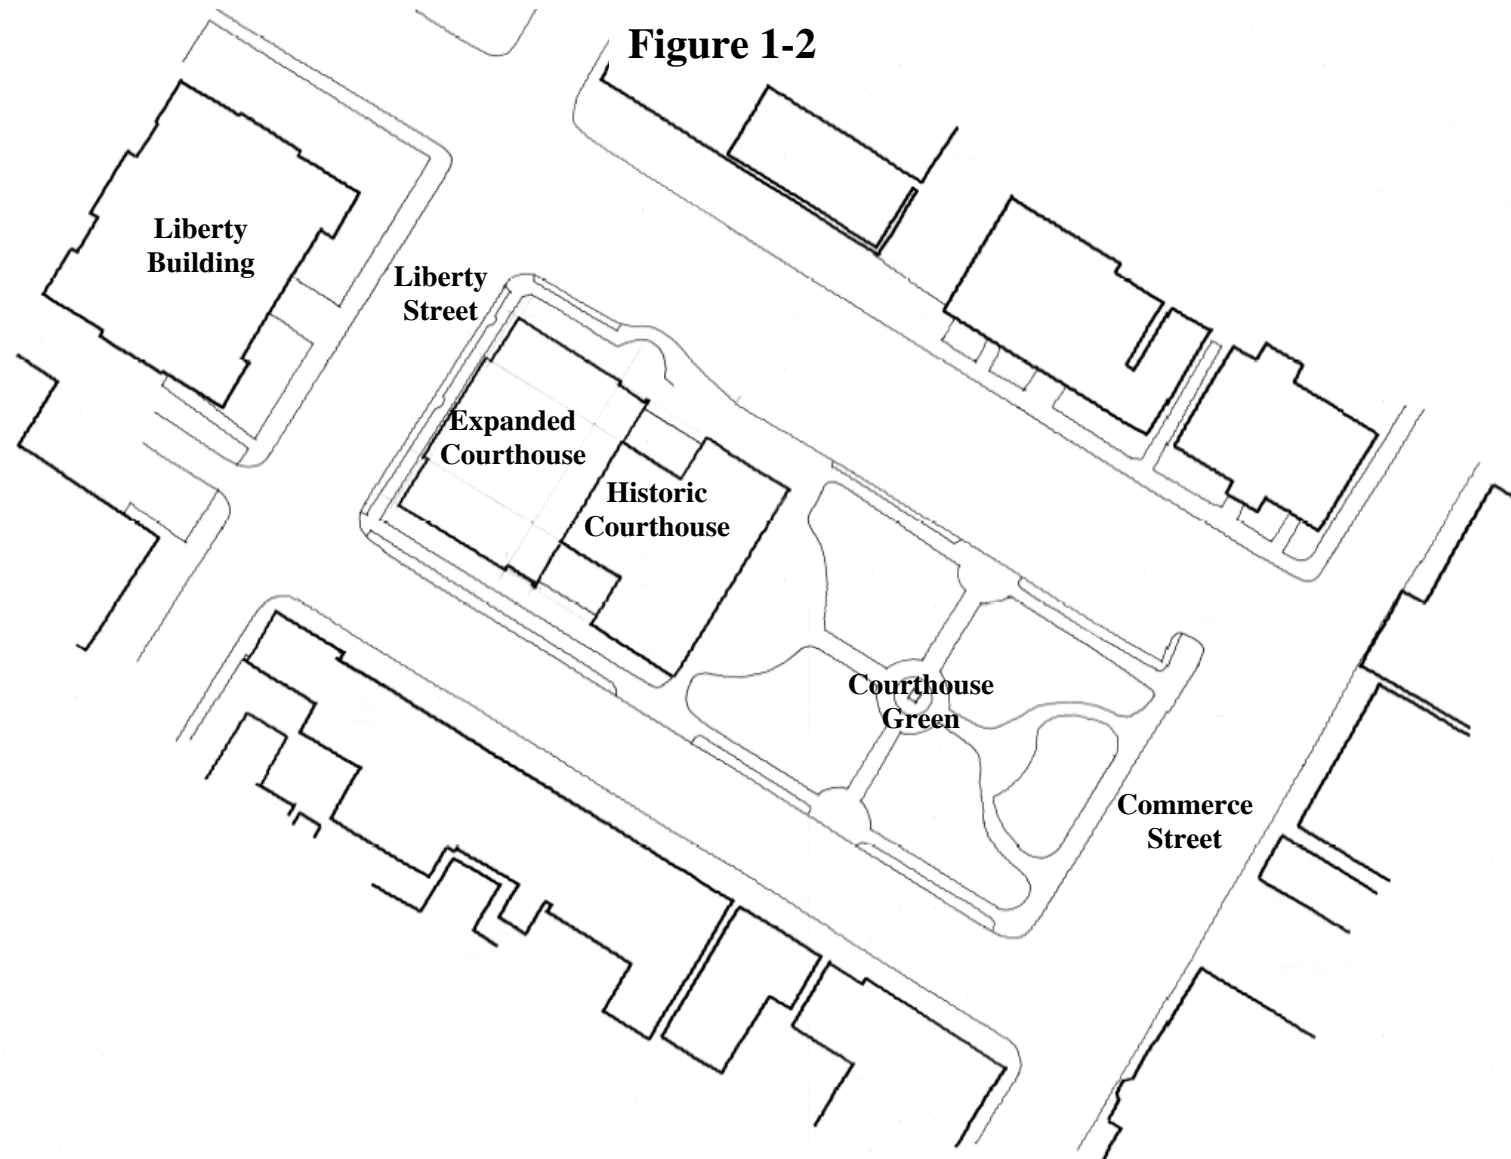 Figure 1-2
Liberty
Building
Liberty
Street
Expanded
Courthouse
Historic
Courthouse
Courthouse
Green
Commerce
Street